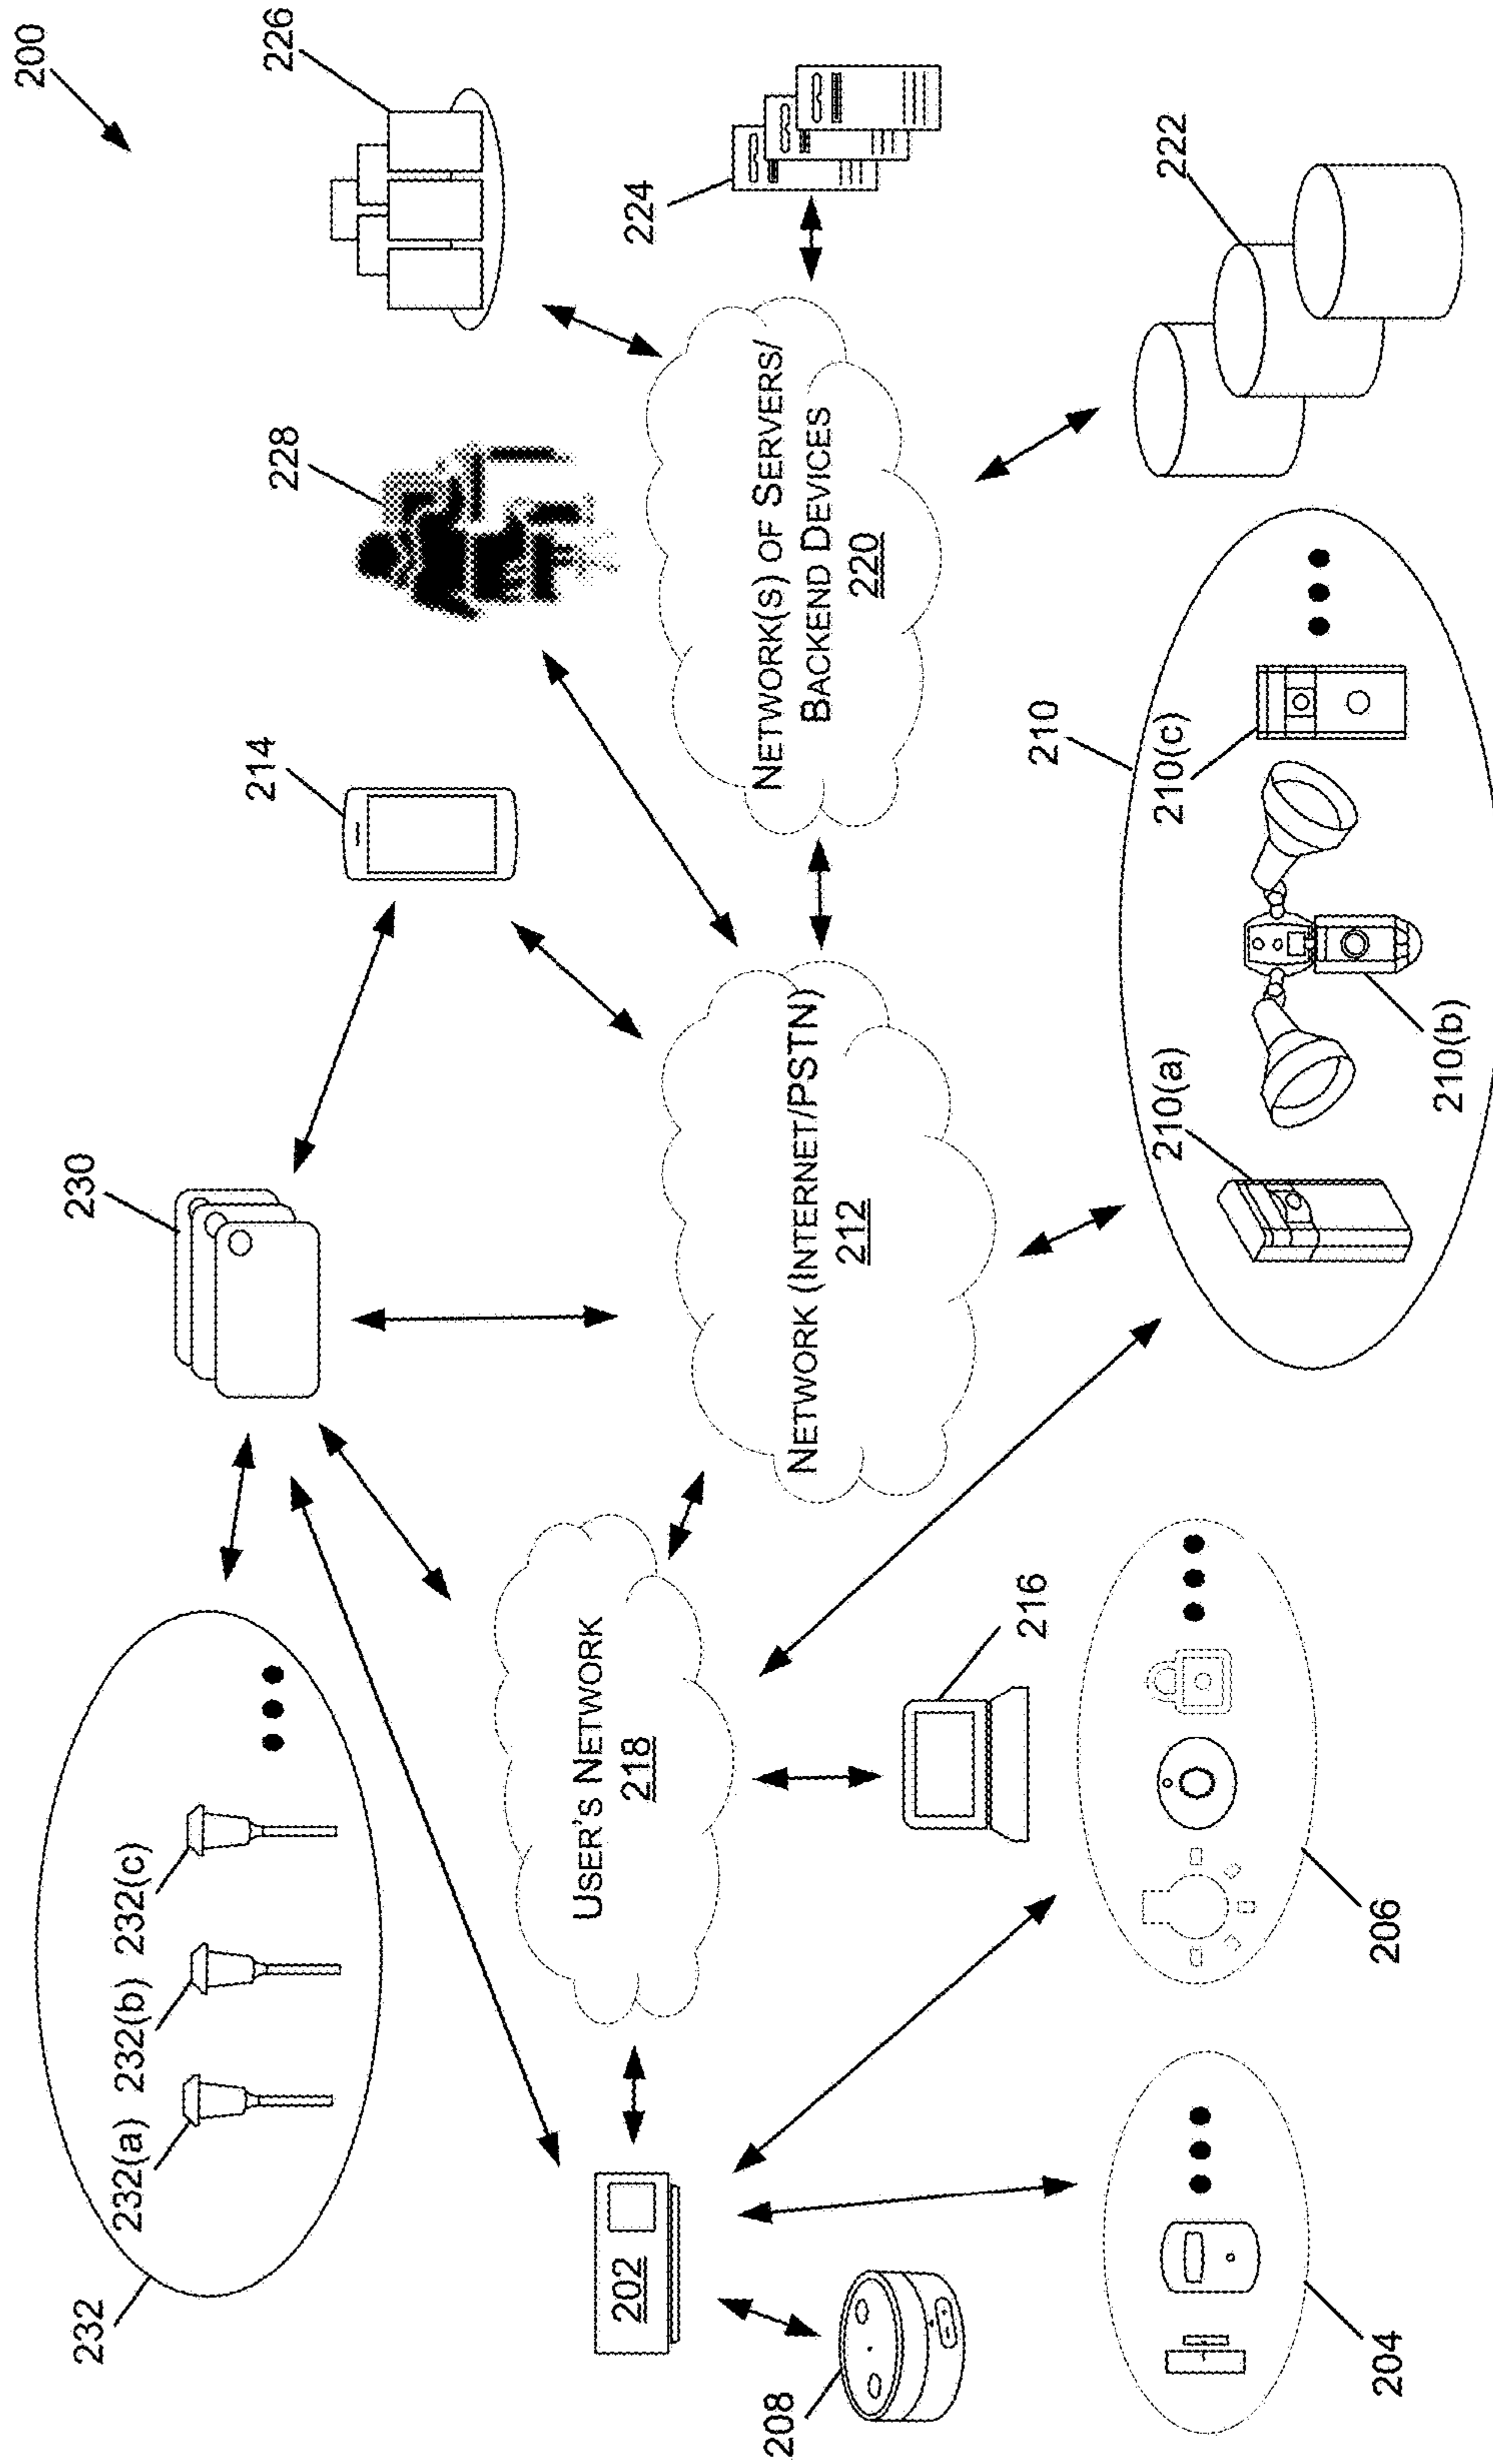 200
226
228
214
230
232
232(a) 232(b) 232(c)
224
NETWORK(S) OF SERVERS/
BACKEND DEVICES
220
NETWORK (INTERNET/PSTN)
212
USER'S NETWORK
218
202
208
216
222
210
210(a)
210(c)
210(b)
206
204